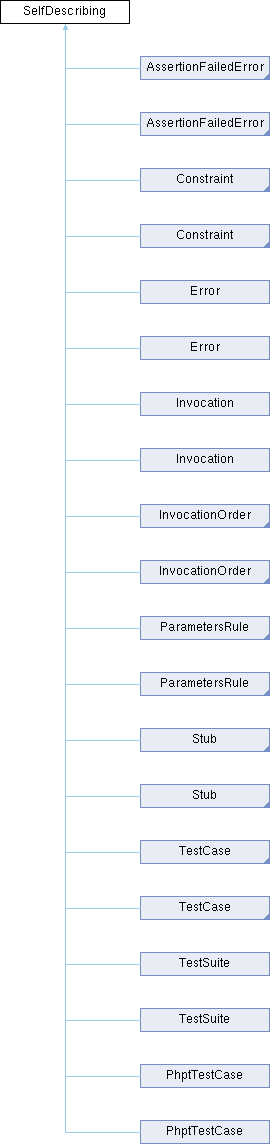 SelfDescribing
AssertionFailedError
AssertionFailedError
Constraint
Constraint
Error
Error
Invocation
Invocation
InvocationOrder
InvocationOrder
ParametersRule
ParametersRule
Stub
Stub
TestCase
TestCase
TestSuite
TestSuite
PhptTestCase
PhptTestCase